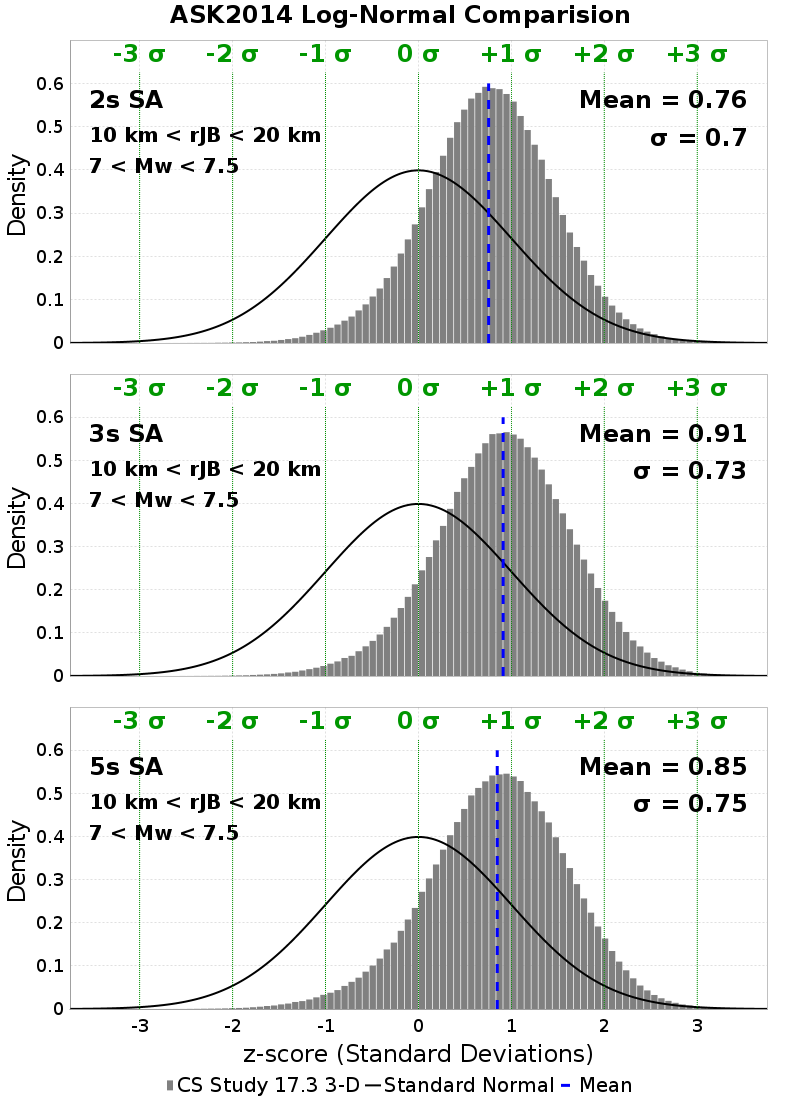 ASK2014 Log-Normal Comparision
-3 σ -2 σ -1 σ 0 σ +1 σ +2 σ +3 σ
2s SA
Mean = 0.76
10 km < rJB < 20 km
σ = 0.7
7 < Mw < 7.5
Density
0.6
0.5
0.4
0.3
0.2
0.1
0
-3 σ -2 σ -1 σ 0 σ +1 σ +2 σ +3 σ
3s SA
Mean = 0.91
10 km < rJB < 20 km
σ = 0.73
7 < Mw < 7.5
Density
0.6
0.5
0.4
0.3
0.2
0.1
0
-3 σ -2 σ -1 σ 0 σ +1 σ +2 σ +3 σ
5s SA
Mean = 0.85
10 km < rJB < 20 km
σ = 0.75
7 < Mw < 7.5
Density
0.6
0.5
0.4
0.3
0.2
0.1
0
-3 -2 -1 0 1 2 3
z-score (Standard Deviations)
CS Study 17.3 3-D Standard Normal Mean